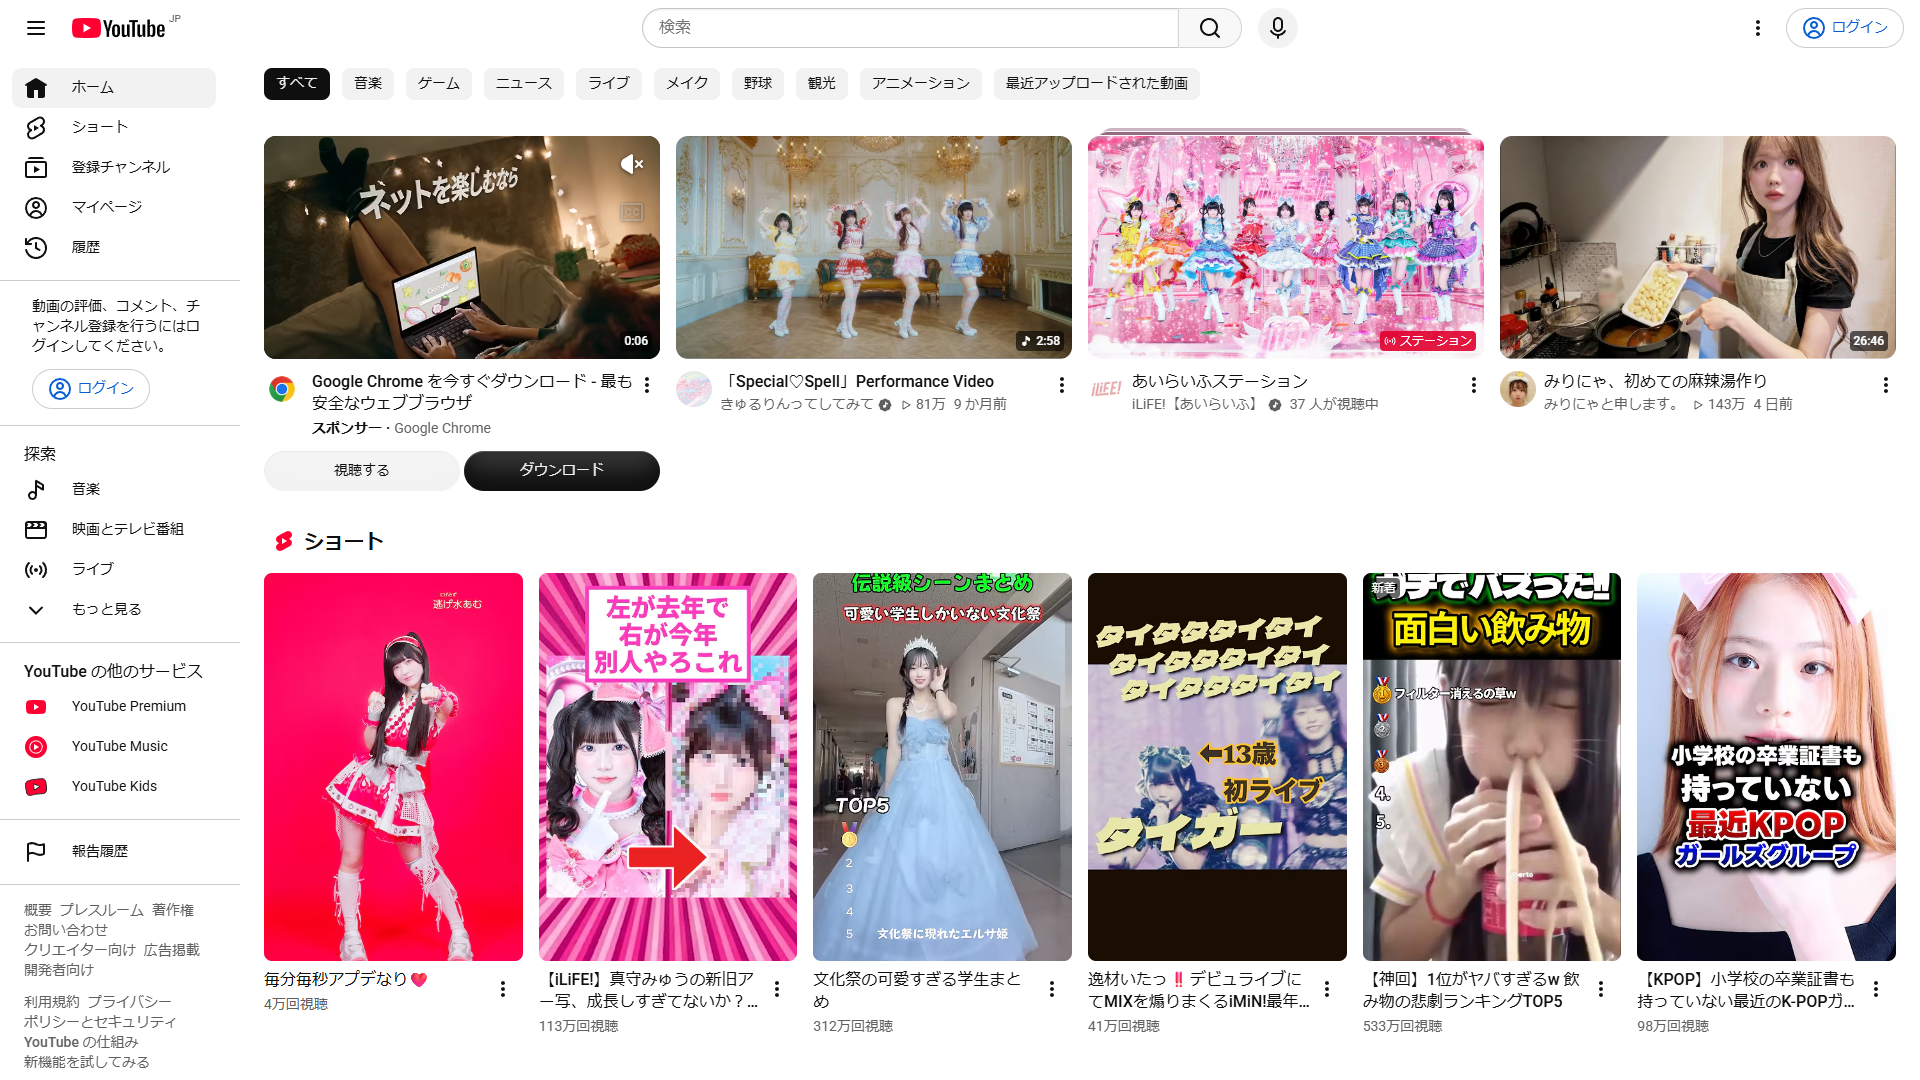 YouTube JP
検索
ログイン
ホーム
ショート
登録チャンネル
マイページ
履歴
動画の評価、コメント、チ
ャンネル登録を行うにはロ
グインしてください。
ログイン
探索
音楽
映画とテレビ番組
ライブ
もっと見る
YouTube の他のサービス
YouTube Premium
YouTube Music
YouTube Kids
報告履歴
概要 プレスルーム 著作権
お問い合わせ
クリエイター向け 広告掲載
開発者向け
利用規約 プライバシー
ポリシーとセキュリティ
YouTube の仕組み
新機能を試してみる
すべて 音楽 ゲーム ニュース ライブ メイク 野球 観光 アニメーション 最近アップロードされた動画
ネットを楽しむなら
Google
0:06
Google Chrome を今すぐダウンロード - 最も
安全なウェブブラウザ
スポンサー · Google Chrome
視聴する
ダウンロード
2:58
「Special♡Spell」Performance Video
きゅるりんってしてみて 81万 9 か月前
ステーション
iLiFE!
あいらいふステーション
iLiFE!【あいらいふ】 37 人が視聴中
26:46
みりにゃ、初めての麻辣湯作り
みりにゃと申します。 143万 4 日前
ショート
逃げ水あむ
毎分毎秒アプデなり💗
4万回視聴
左が去年で
右が今年
別人やろこれ
【iLiFE!】真守みゅうの新旧ア
ー写、成長しすぎてないか？...
113万回視聴
伝説級シーンまとめ
可愛い学生しかいない文化祭
TOP5
2
3
4
5 文化祭に現れたエルサ姫
文化祭の可愛すぎる学生まと
め
312万回視聴
タイタタタイタイ
タイタタタイタイ
タイタタタイタイ
←13歳
初ライブ
タイガー
逸材いたっ‼️デビュライブに
てMIXを煽りまくるiMiN!最年...
41万回視聴
新着
面白い飲み物
1 フィルター消えるの草w
2
3
4.
5.
【神回】1位がヤバすぎるw 飲
み物の悲劇ランキングTOP5
533万回視聴
小学校の卒業証書も
持っていない
最近KPOP
ガールズグループ
【KPOP】小学校の卒業証書も
持っていない最近のK-POPガ...
98万回視聴